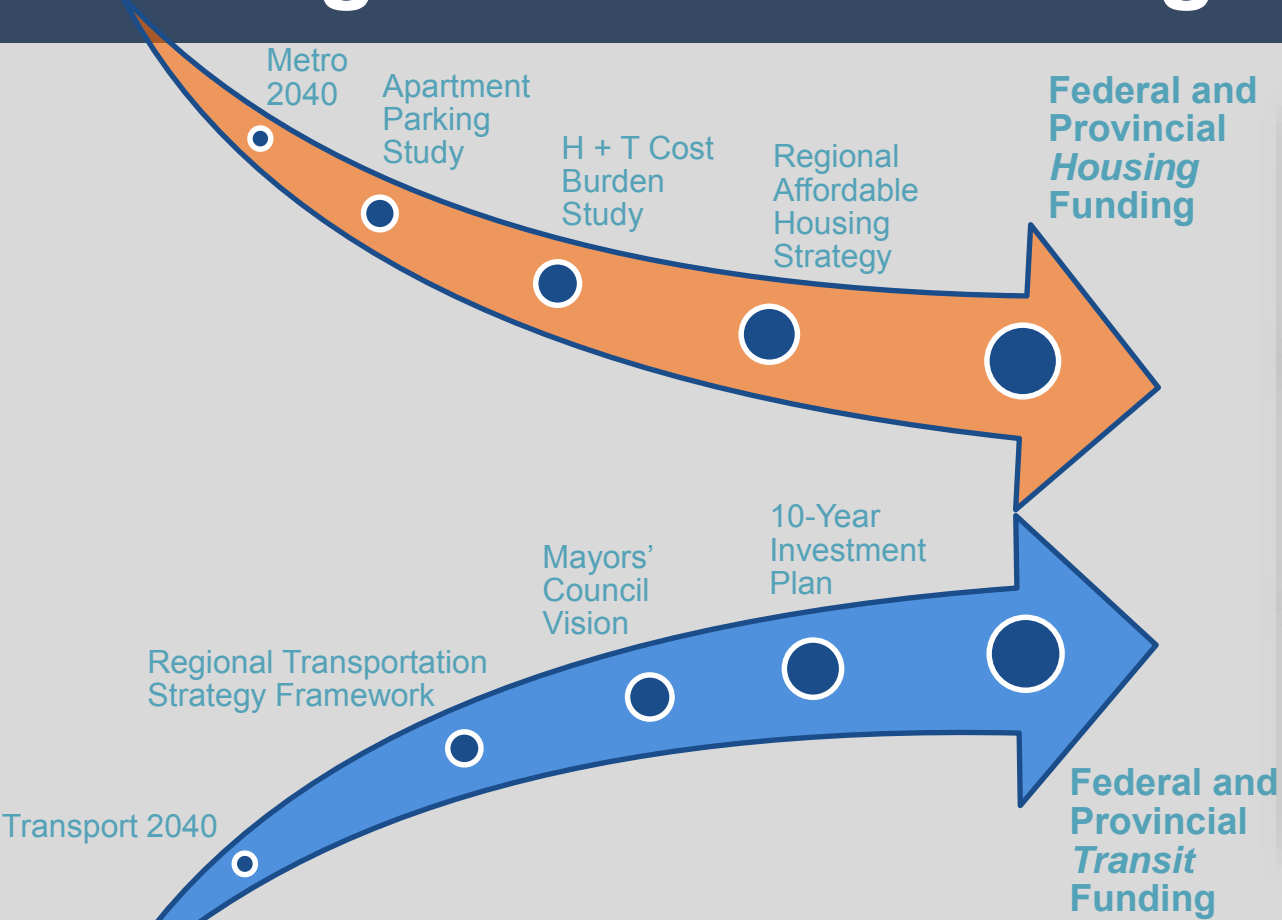 Metro
2040
Apartment
Parking
Study
H + T Cost
Burden
Study
Regional
Affordable
Housing
Strategy
Federal and
Provincial
Housing
Funding
10-Year
Investment
Plan
Mayors’
Council
Vision
Regional Transportation
Strategy Framework
Transport 2040
Federal and
Provincial
Transit
Funding